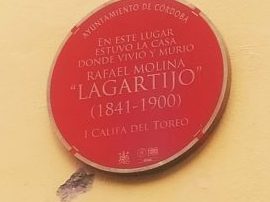 AYUNTAMIENTO DE CÓRDOBA
EN ESTE LUGAR
ESTUVO LA CASA
DONDE VIVIÓ Y MURIO
RAFAEL MOLINA
"LAGARTIJO"
(1841-1900)
I CALIFA DEL TOREO